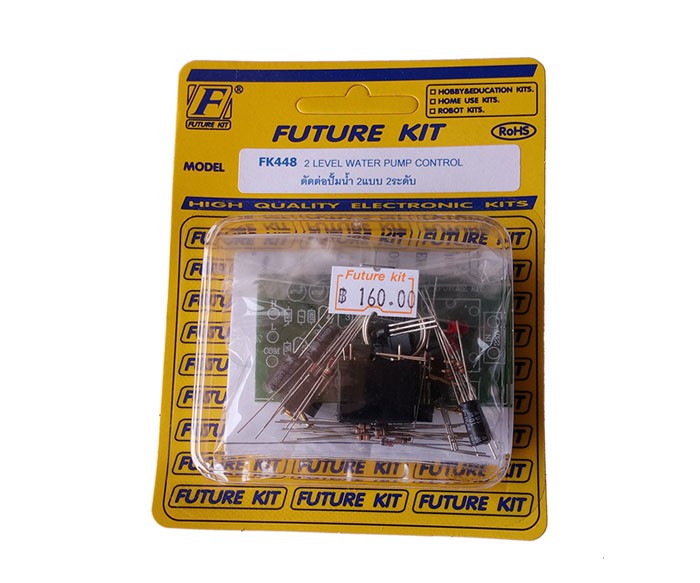 F®
FUTURE KIT
HOBBY&EDUCATION KITS.
HOME USE KITS.
ROBOT KITS.
RoHS
FUTURE KIT
MODEL
FK448 2 LEVEL WATER PUMP CONTROL
ตัดต่อปั้มน้ำ 2แบบ 2ระดับ
HIGH QUALITY ELECTRONIC KITS
FUTURE KIT FUTURE KIT
Future kit
฿ 160.00
H
L
COM
FUTURE KIT FUTURE KIT FUTURE KIT